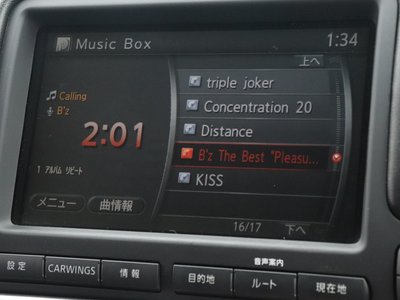 Music Box
1:34
上へ
triple joker
Calling
B'z
Concentration 20
2:01
Distance
B'z The Best "Pleasu...
1 アルバム リピート
KISS
メニュー
曲情報
16/17
下へ
音声案内
設定
CARWINGS
情報
目的地
ルート
現在地